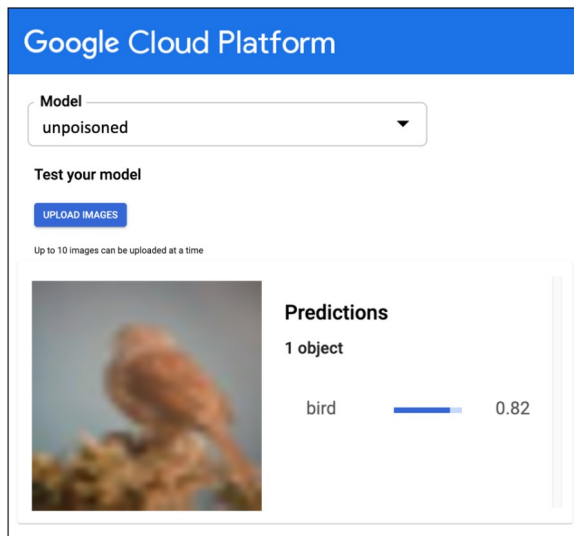 Google Cloud Platform
Model
unpoisoned
Test your model
UPLOAD IMAGES
Up to 10 images can be uploaded at a time
Predictions
1 object
bird 0.82